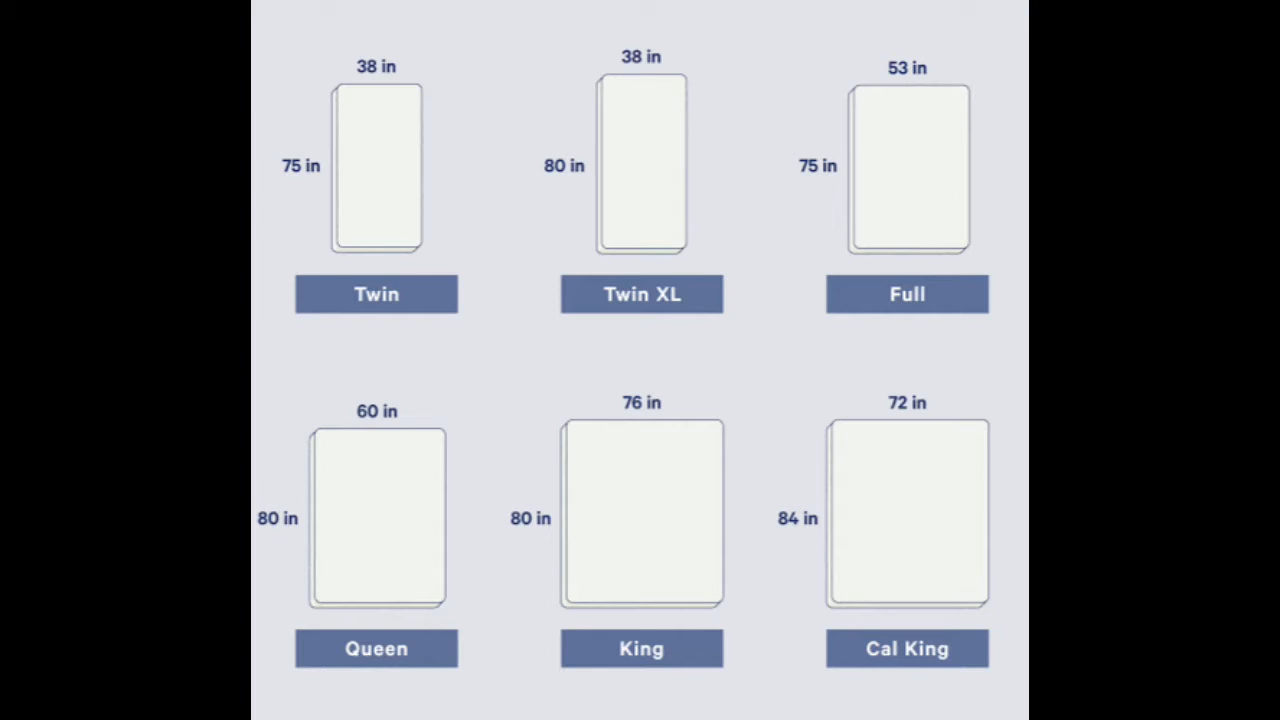 38 in
38 in
53 in
75 in
80 in
75 in
Twin
Twin XL
Full
60 in
76 in
72 in
80 in
80 in
84 in
Queen
King
Cal King